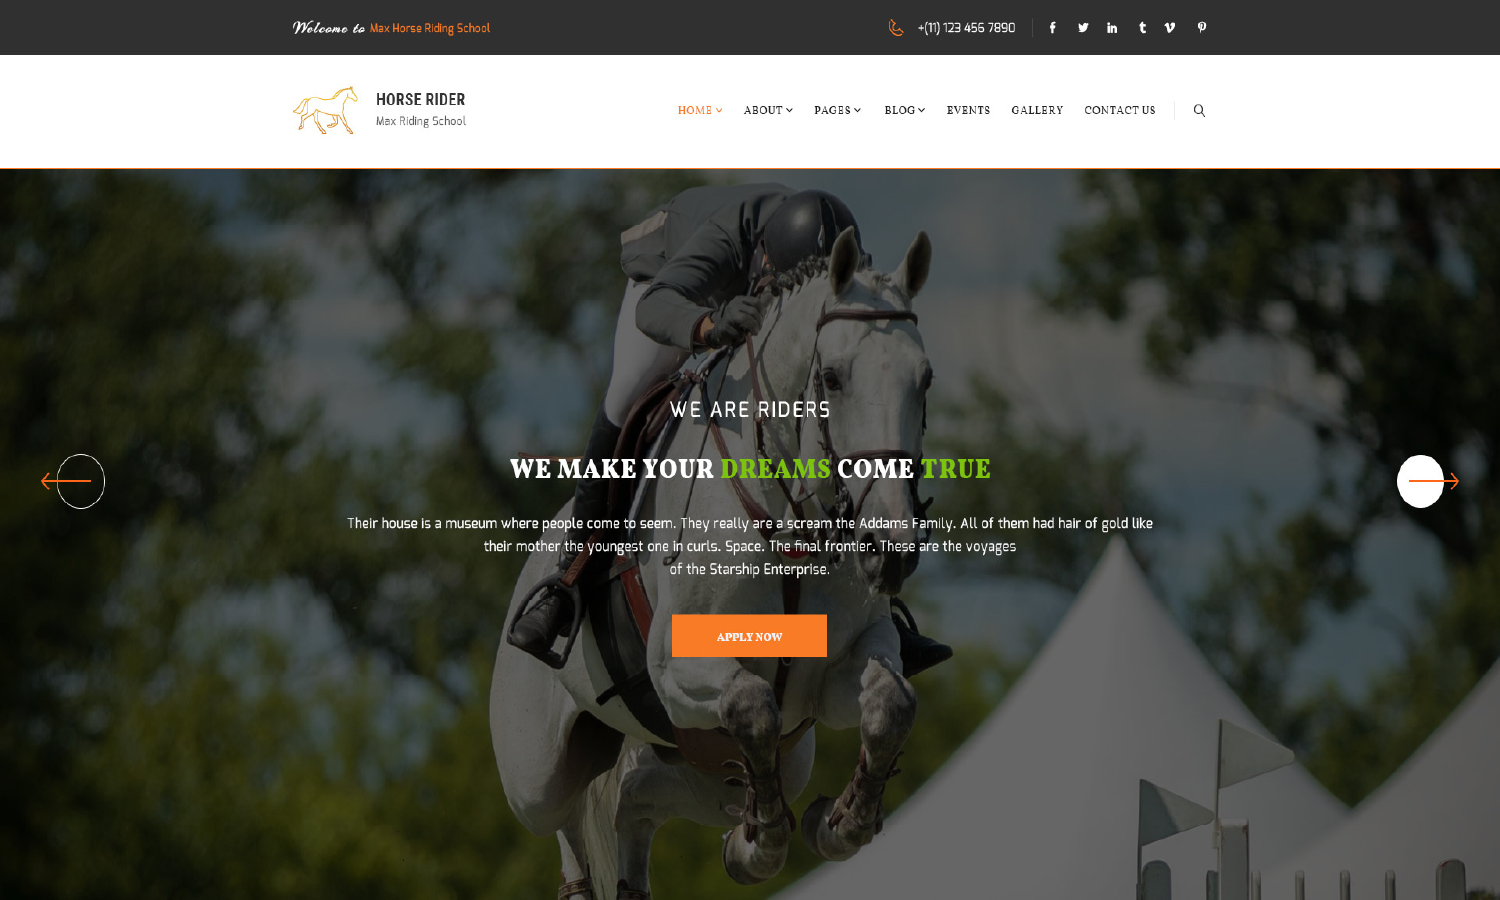 Welcome to Max Horse Riding School
+(11) 123 456 7890
HORSE RIDER
Max Riding School
HOME ABOUT PAGES BLOG EVENTS GALLERY CONTACT US
WE ARE RIDERS
WE MAKE YOUR DREAMS COME TRUE
Their house is a museum where people come to seem. They really are a scream the Addams Family. All of them had hair of gold like
their mother the youngest one in curls. Space. The final frontier. These are the voyages
of the Starship Enterprise.
APPLY NOW